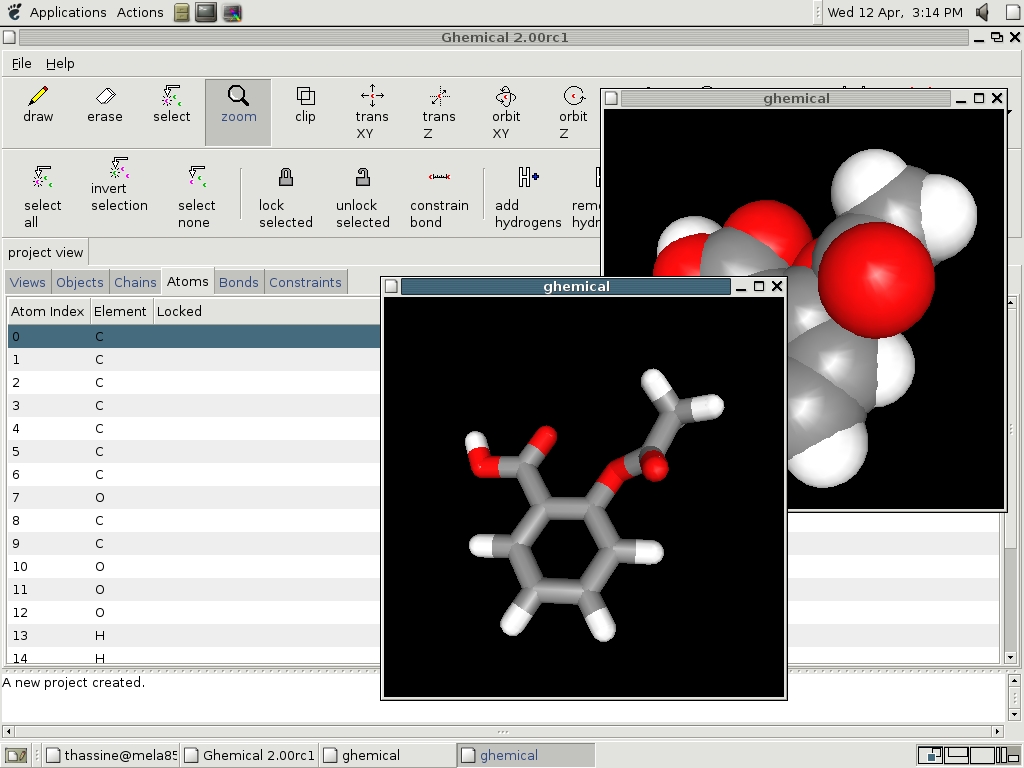 Applications Actions Wed 12 Apr, 3:14 PM
Ghemical 2.00rc1
File Help
draw erase select zoom clip trans XY trans Z orbit XY orbit Z
ghemical
select all invert selection select none lock selected unlock selected constrain bond add hydrogens
project view
Views Objects Chains Atoms Bonds Constraints
ghemical
Atom Index Element Locked
0 C
1 C
2 C
3 C
4 C
5 C
6 C
7 O
8 C
9 C
10 O
11 O
12 O
13 H
14 H
A new project created.
thassine@mela85 Ghemical 2.00rc1 ghemical ghemical